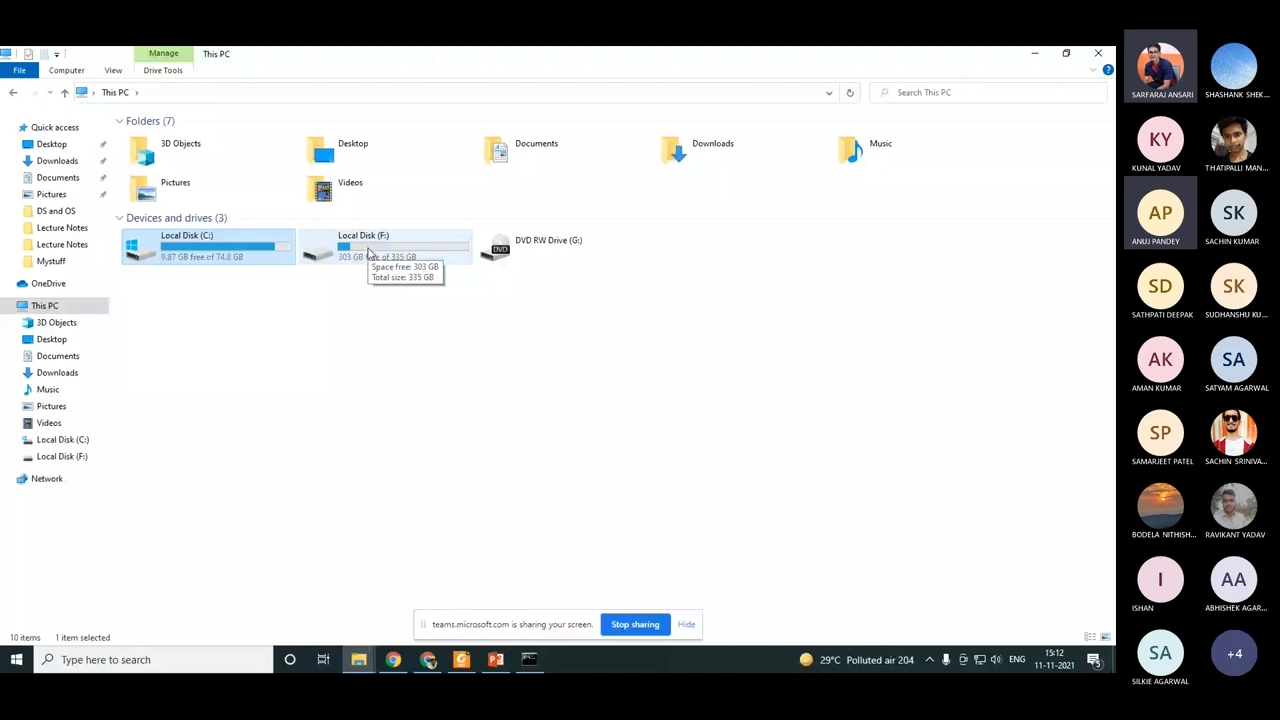 Manage
This PC
File
Computer
View
Drive Tools
This PC
Search This PC
Quick access
Desktop
Downloads
Documents
Pictures
DS and OS
Lecture Notes
Lecture Notes
Mystuff
OneDrive
This PC
3D Objects
Desktop
Documents
Downloads
Music
Pictures
Videos
Local Disk (C:)
Local Disk (F:)
Network
Folders (7)
3D Objects
Desktop
Documents
Downloads
Music
Pictures
Videos
Devices and drives (3)
Local Disk (C:)
9.87 GB free of 74.8 GB
Local Disk (F:)
303 GB free of 335 GB
Space free: 303 GB
Total size: 335 GB
DVD
DVD RW Drive (G:)
teams.microsoft.com is sharing your screen.
Stop sharing
Hide
10 items
1 item selected
Type here to search
29°C Polluted air 204
ENG
15:12
11-11-2021
5
SARFARAJ ANSARI
SHASHANK SHEK...
KY
KUNAL YADAV
THATIPALLI MAN...
AP
ANUJ PANDEY
SK
SACHIN KUMAR
SD
SATHPATI DEEPAK
SK
SUDHANSHU KU...
AK
AMAN KUMAR
SA
SATYAM AGARWAL
SP
SAMARJEET PATEL
SACHIN SRINIVA...
BODELA NITHISH...
RAVIKANT YADAV
I
ISHAN
AA
ABHISHEK AGAR...
SA
SILKIE AGARWAL
+4